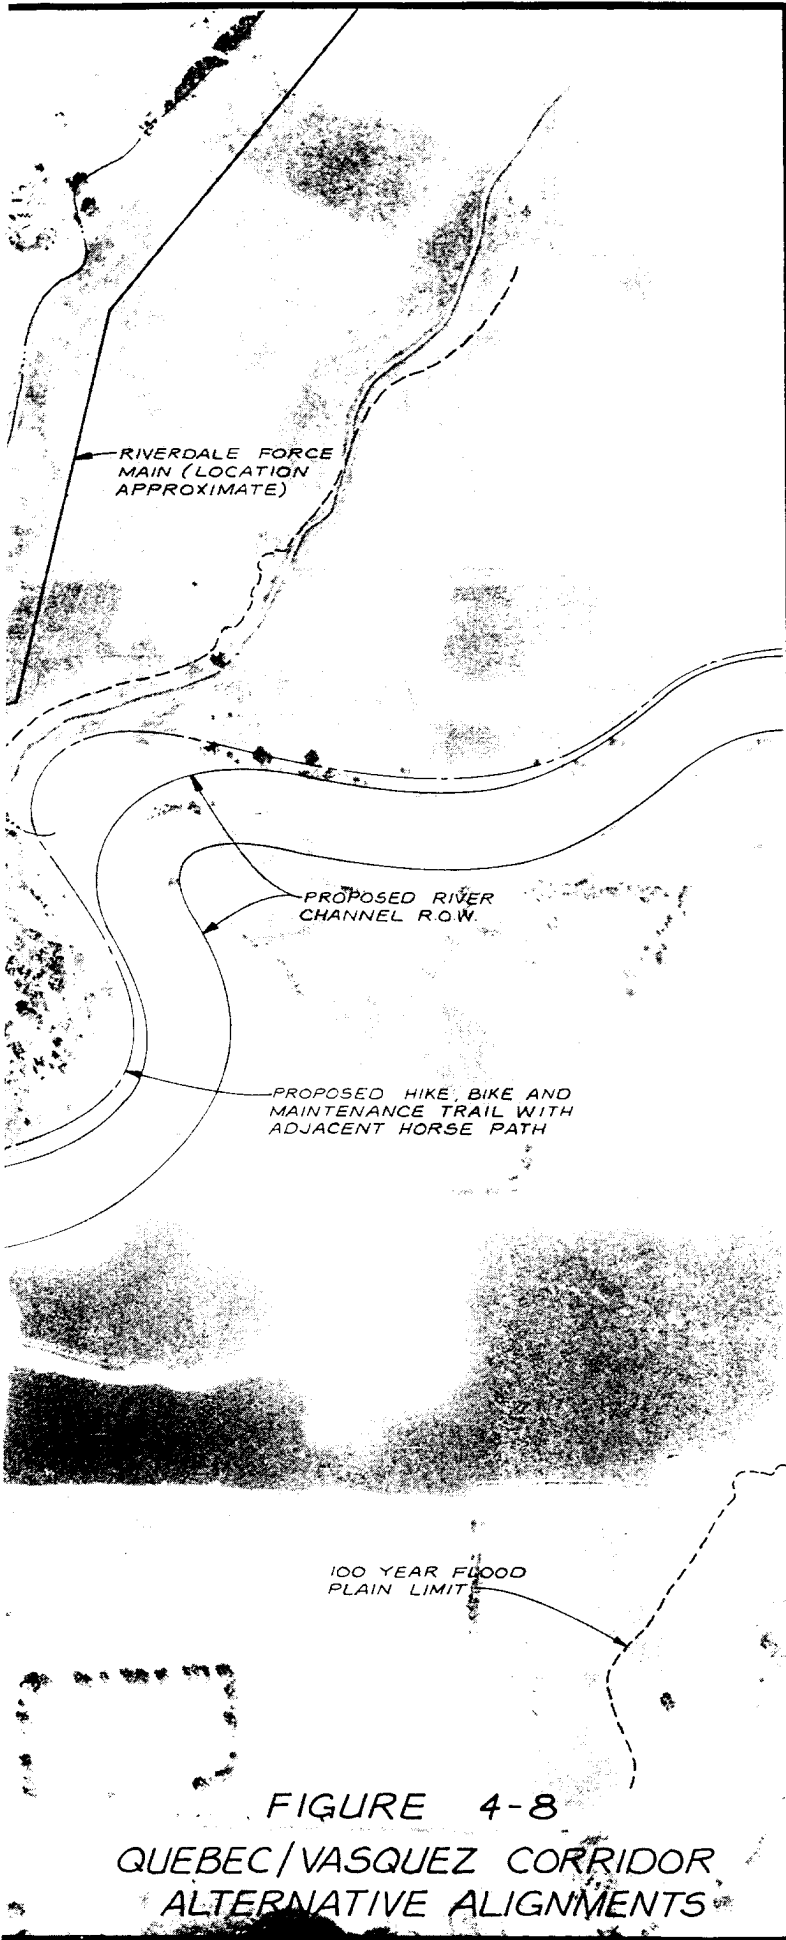 RIVERDALE FORCE
MAIN (LOCATION
APPROXIMATE)
PROPOSED RIVER
CHANNEL R.O.W.
PROPOSED HIKE, BIKE AND
MAINTENANCE TRAIL WITH
ADJACENT HORSE PATH
100 YEAR FLOOD
PLAIN LIMIT
FIGURE 4-8
QUEBEC/VASQUEZ CORRIDOR
ALTERNATIVE ALIGNMENTS